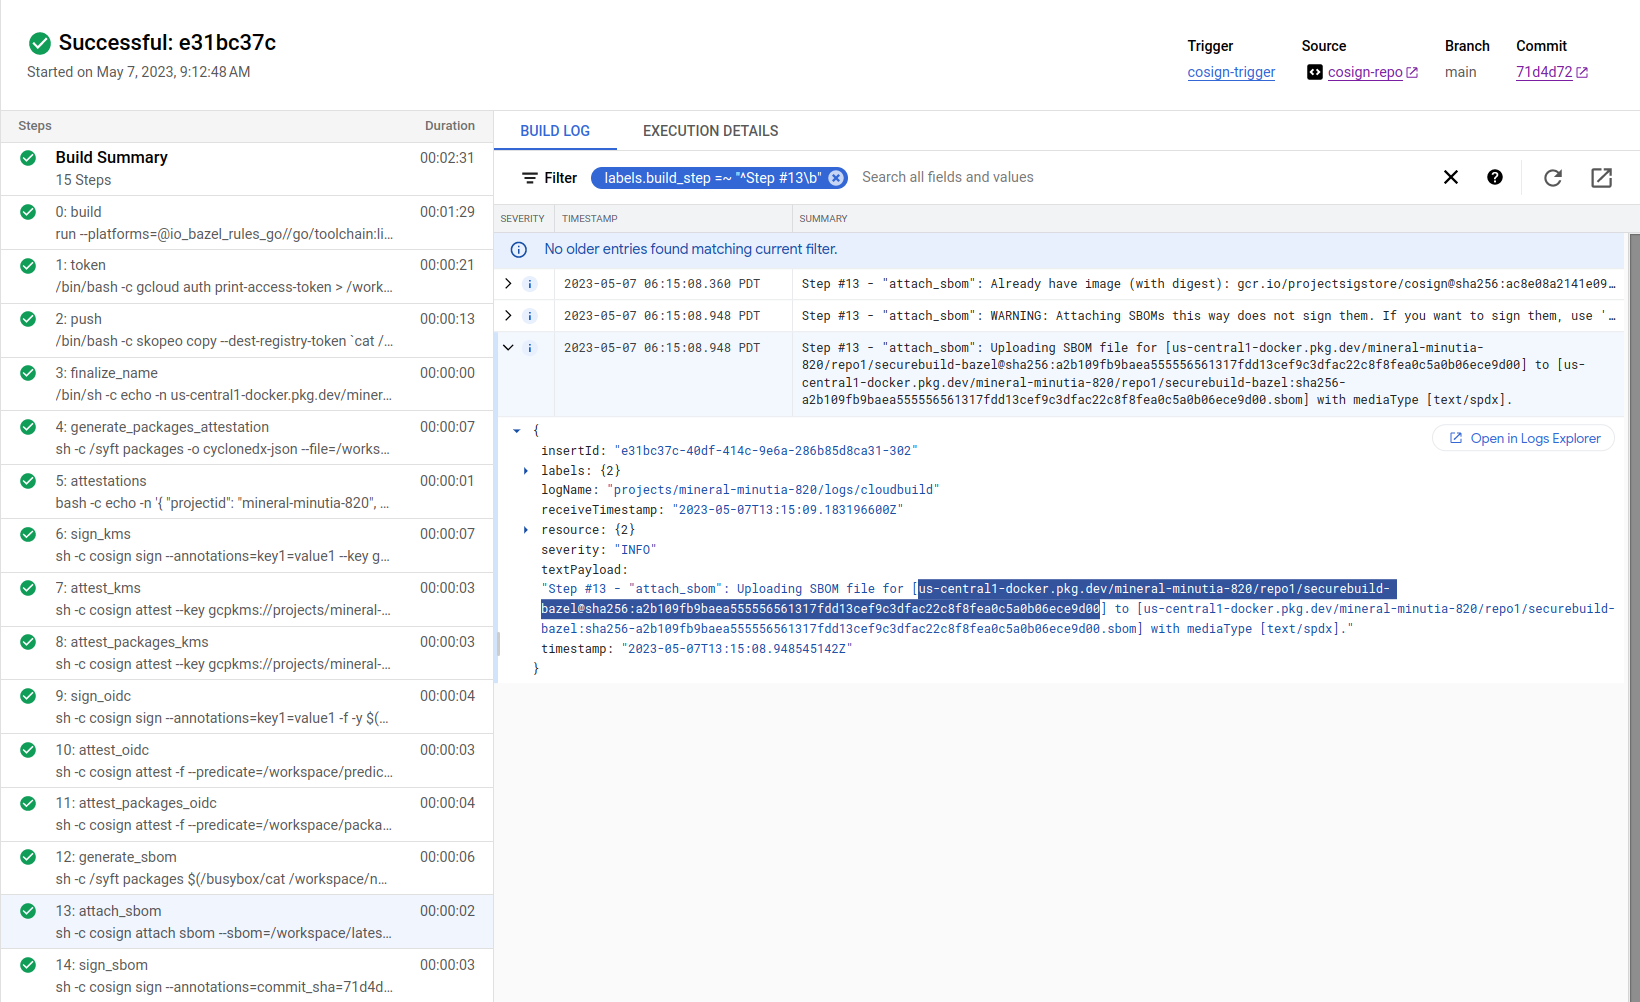 Successful: e31bc37c
Started on May 7, 2023, 9:12:48 AM
Trigger
cosign-trigger
Source
cosign-repo
Branch
main
Commit
71d4d72
Steps Duration
Build Summary 00:02:31
15 Steps
0: build 00:01:29
run --platforms=@io_bazel_rules_go//go/toolchain:li...
1: token 00:00:21
/bin/bash -c gcloud auth print-access-token > /work...
2: push 00:00:13
/bin/bash -c skopeo copy --dest-registry-token `cat /...
3: finalize_name 00:00:00
/bin/sh -c echo -n us-central1-docker.pkg.dev/miner...
4: generate_packages_attestation 00:00:07
sh -c /syft packages -o cyclonedx-json --file=/works...
5: attestations 00:00:01
bash -c echo -n '{ "projectid": "mineral-minutia-820", ...
6: sign_kms 00:00:07
sh -c cosign sign --annotations=key1=value1 --key g...
7: attest_kms 00:00:03
sh -c cosign attest --key gcpkms://projects/mineral-...
8: attest_packages_kms 00:00:03
sh -c cosign attest --key gcpkms://projects/mineral-...
9: sign_oidc 00:00:04
sh -c cosign sign --annotations=key1=value1 -f -y $(...
10: attest_oidc 00:00:03
sh -c cosign attest -f --predicate=/workspace/predic...
11: attest_packages_oidc 00:00:04
sh -c cosign attest -f --predicate=/workspace/packa...
12: generate_sbom 00:00:06
sh -c /syft packages $(/busybox/cat /workspace/n...
13: attach_sbom 00:00:02
sh -c cosign attach sbom --sbom=/workspace/lates...
14: sign_sbom 00:00:03
sh -c cosign sign --annotations=commit_sha=71d4d...
BUILD LOG EXECUTION DETAILS
Filter labels.build_step =~ "^Step #13\b" Search all fields and values
SEVERITY TIMESTAMP SUMMARY
No older entries found matching current filter.
2023-05-07 06:15:08.360 PDT Step #13 - "attach_sbom": Already have image (with digest): gcr.io/projectsigstore/cosign@sha256:ac8e08a2141e09...
2023-05-07 06:15:08.948 PDT Step #13 - "attach_sbom": WARNING: Attaching SBOMs this way does not sign them. If you want to sign them, use '...
2023-05-07 06:15:08.948 PDT Step #13 - "attach_sbom": Uploading SBOM file for [us-central1-docker.pkg.dev/mineral-minutia-
820/repo1/securebuild-bazel@sha256:a2b109fb9baea555556561317fdd13cef9c3dfac22c8f8fea0c5a0b06ece9d00] to [us-
central1-docker.pkg.dev/mineral-minutia-820/repo1/securebuild-bazel:sha256-
a2b109fb9baea555556561317fdd13cef9c3dfac22c8f8fea0c5a0b06ece9d00.sbom] with mediaType [text/spdx].
{
Open in Logs Explorer
insertId: "e31bc37c-40df-414c-9e6a-286b85d8ca31-302"
labels: {2}
logName: "projects/mineral-minutia-820/logs/cloudbuild"
receiveTimestamp: "2023-05-07T13:15:09.183196600Z"
resource: {2}
severity: "INFO"
textPayload:
"Step #13 - "attach_sbom": Uploading SBOM file for [us-central1-docker.pkg.dev/mineral-minutia-820/repo1/securebuild-
bazel@sha256:a2b109fb9baea555556561317fdd13cef9c3dfac22c8f8fea0c5a0b06ece9d00] to [us-central1-docker.pkg.dev/mineral-minutia-820/repo1/securebuild-
bazel:sha256-a2b109fb9baea555556561317fdd13cef9c3dfac22c8f8fea0c5a0b06ece9d00.sbom] with mediaType [text/spdx]."
timestamp: "2023-05-07T13:15:08.948545142Z"
}